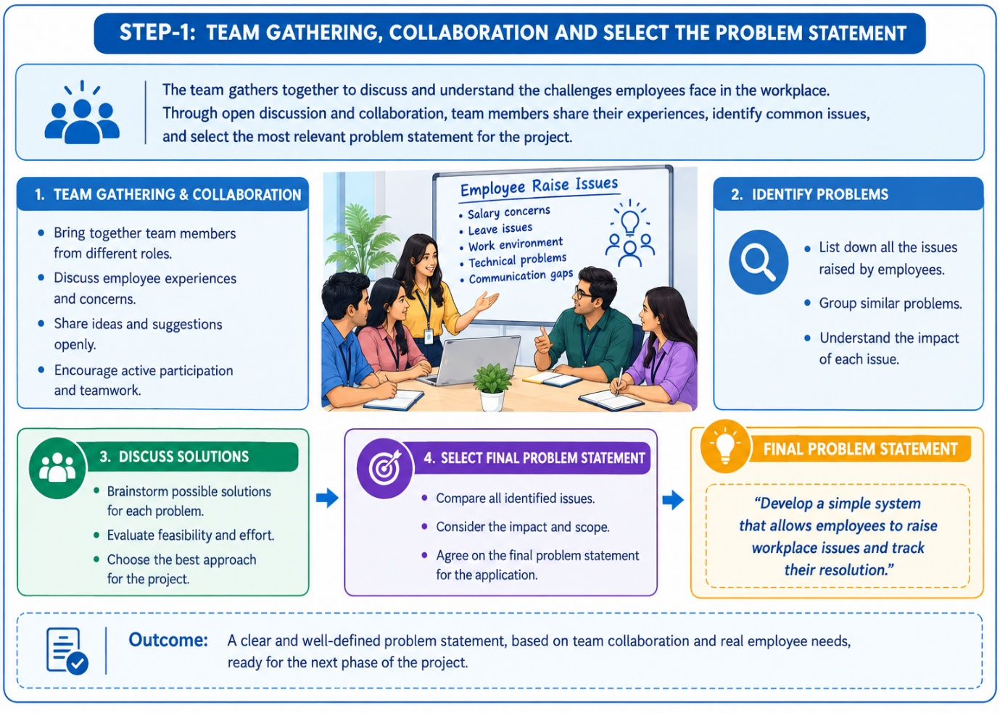 STEP-1: TEAM GATHERING, COLLABORATION AND SELECT THE PROBLEM STATEMENT
The team gathers together to discuss and understand the challenges employees face in the workplace.
Through open discussion and collaboration, team members share their experiences, identify common issues,
and select the most relevant problem statement for the project.
1. TEAM GATHERING & COLLABORATION
• Bring together team members
from different roles.
• Discuss employee experiences
and concerns.
• Share ideas and suggestions
openly.
• Encourage active participation
and teamwork.
Employee Raise Issues
• Salary concerns
• Leave issues
• Work environment
• Technical problems
• Communication gaps
2. IDENTIFY PROBLEMS
• List down all the issues
raised by employees.
• Group similar problems.
• Understand the impact
of each issue.
3. DISCUSS SOLUTIONS
• Brainstorm possible solutions
for each problem.
• Evaluate feasibility and effort.
• Choose the best approach
for the project.
4. SELECT FINAL PROBLEM STATEMENT
• Compare all identified issues.
• Consider the impact and scope.
• Agree on the final problem statement
for the application.
FINAL PROBLEM STATEMENT
“Develop a simple system
that allows employees to raise
workplace issues and track
their resolution.”
Outcome: A clear and well-defined problem statement, based on team collaboration and real employee needs,
ready for the next phase of the project.